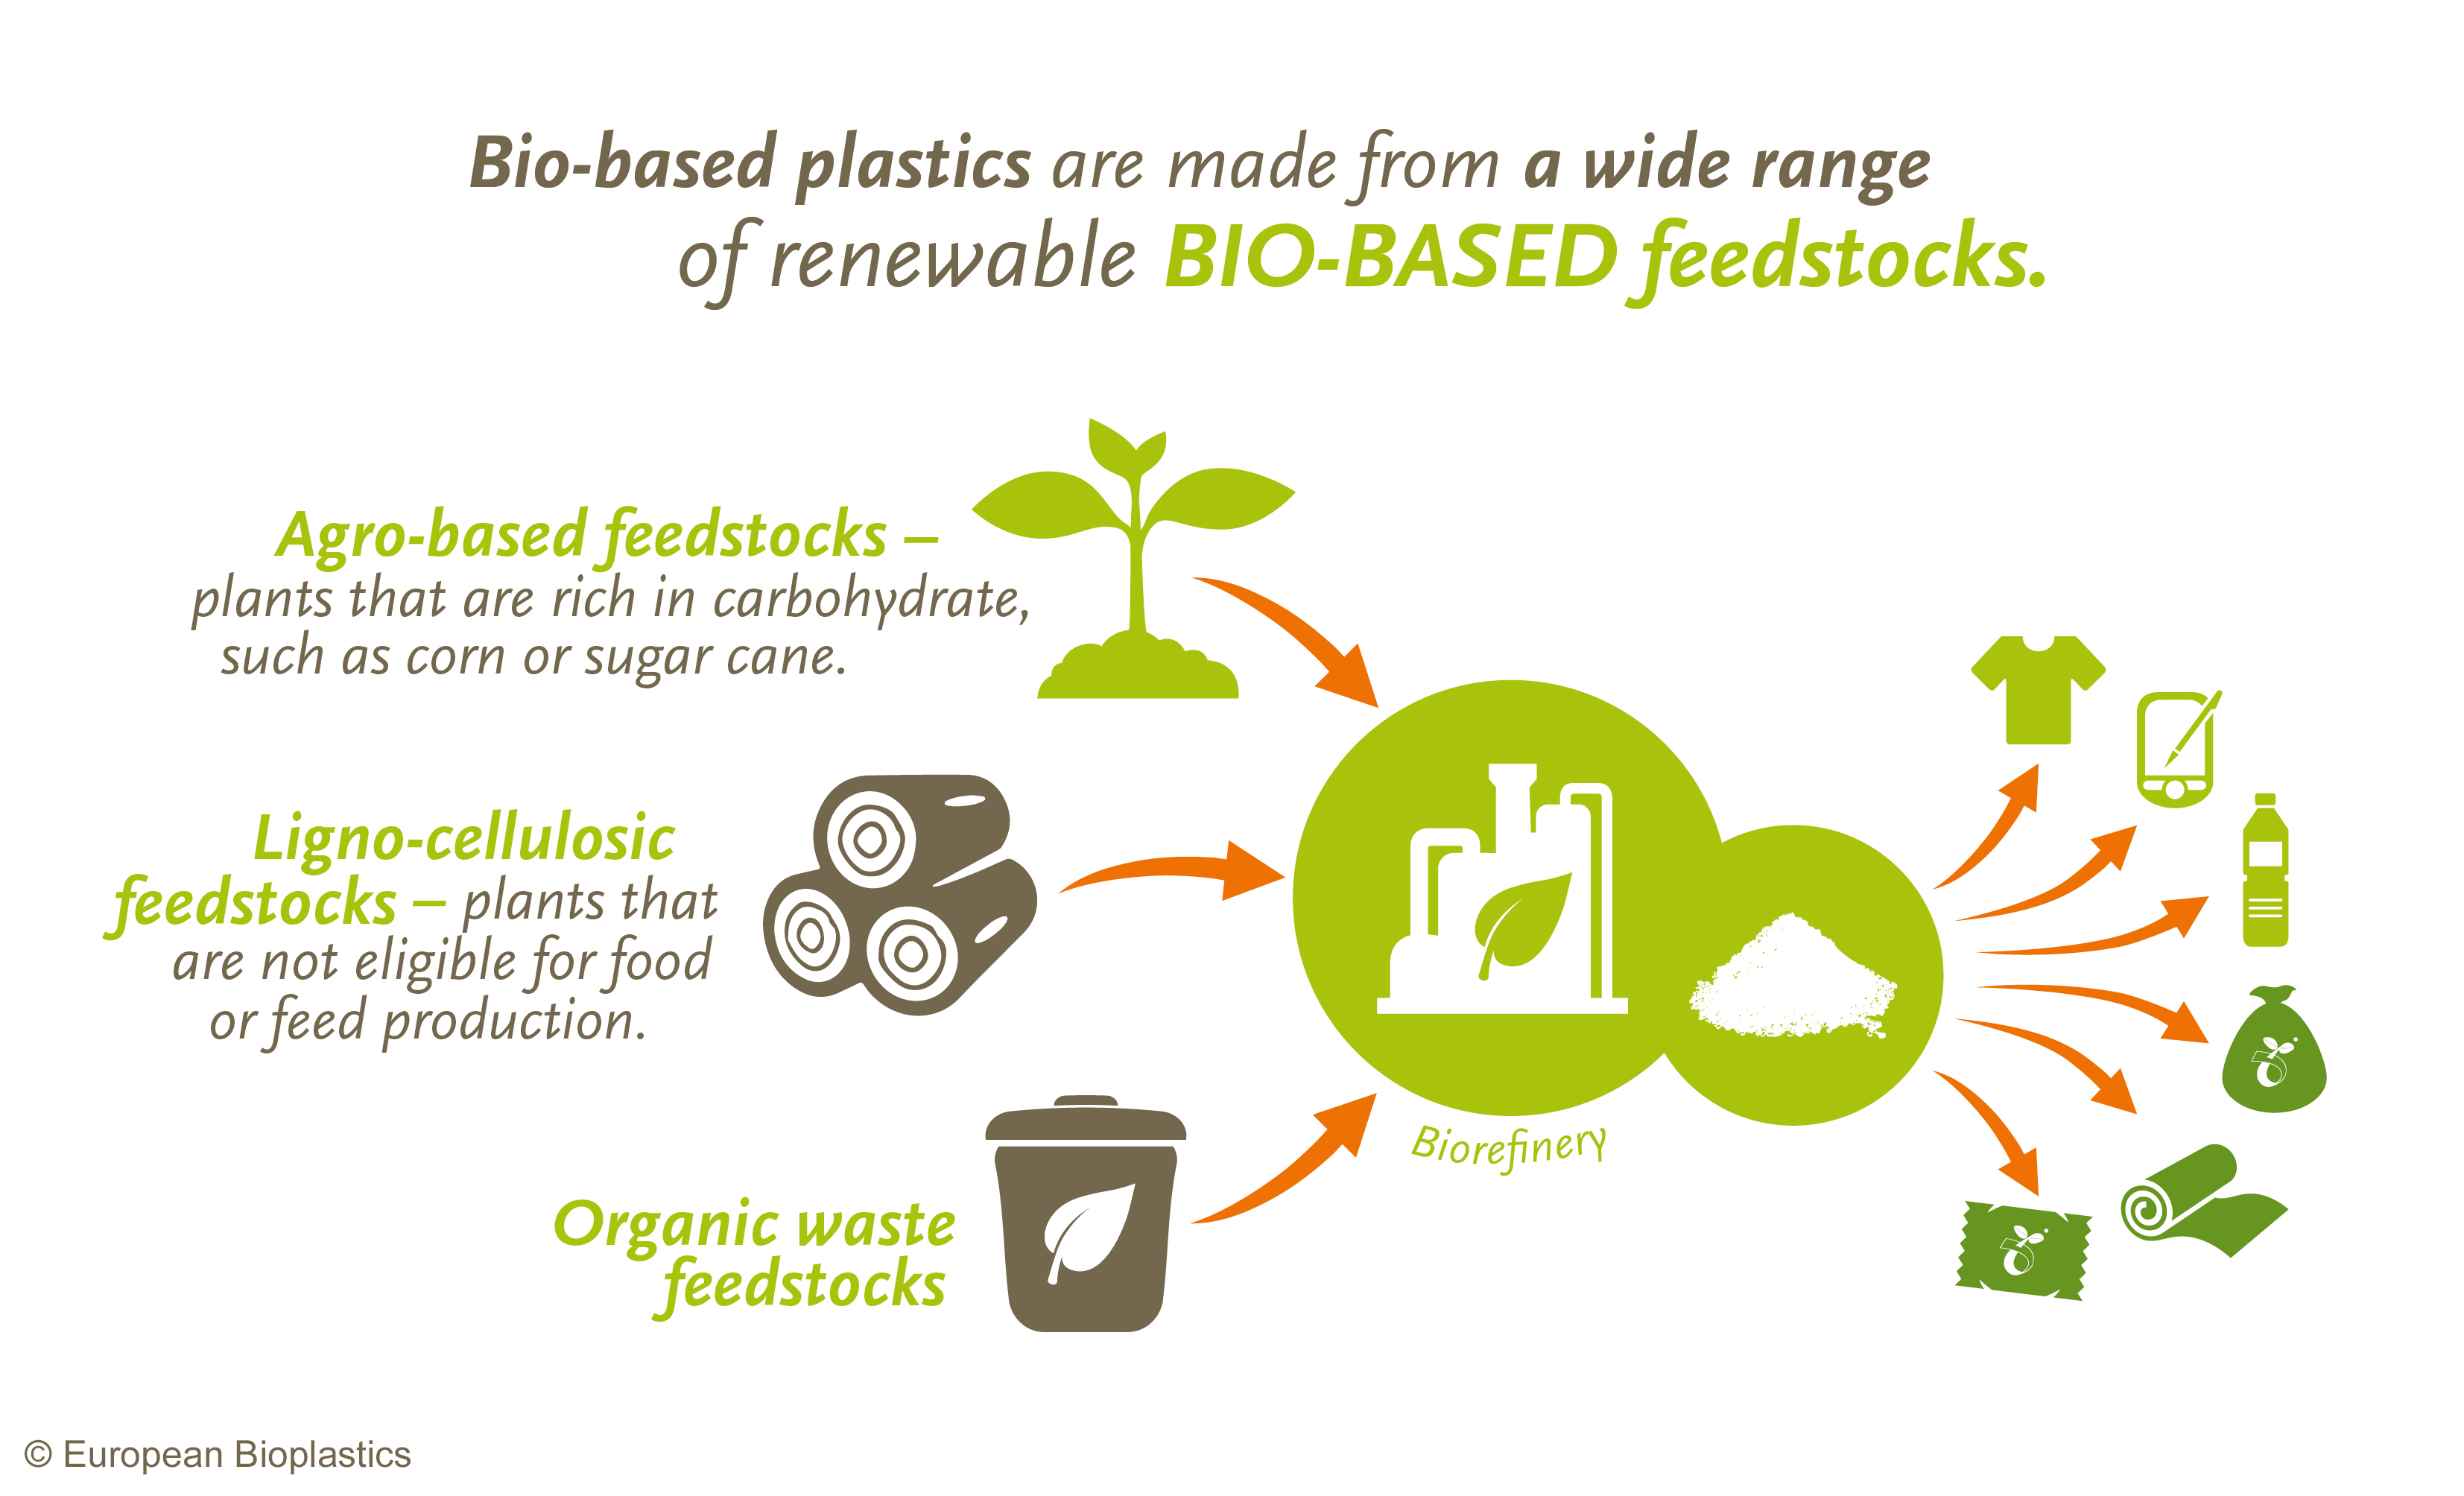 Bio-based plastics are made from a wide range
of renewable BIO-BASED feedstocks.
Agro-based feedstocks –
plants that are rich in carbohydrate,
such as corn or sugar cane.
Ligno-cellulosic
feedstocks – plants that
are not eligible for food
or feed production.
Organic waste
feedstocks
Biorefinery
© European Bioplastics